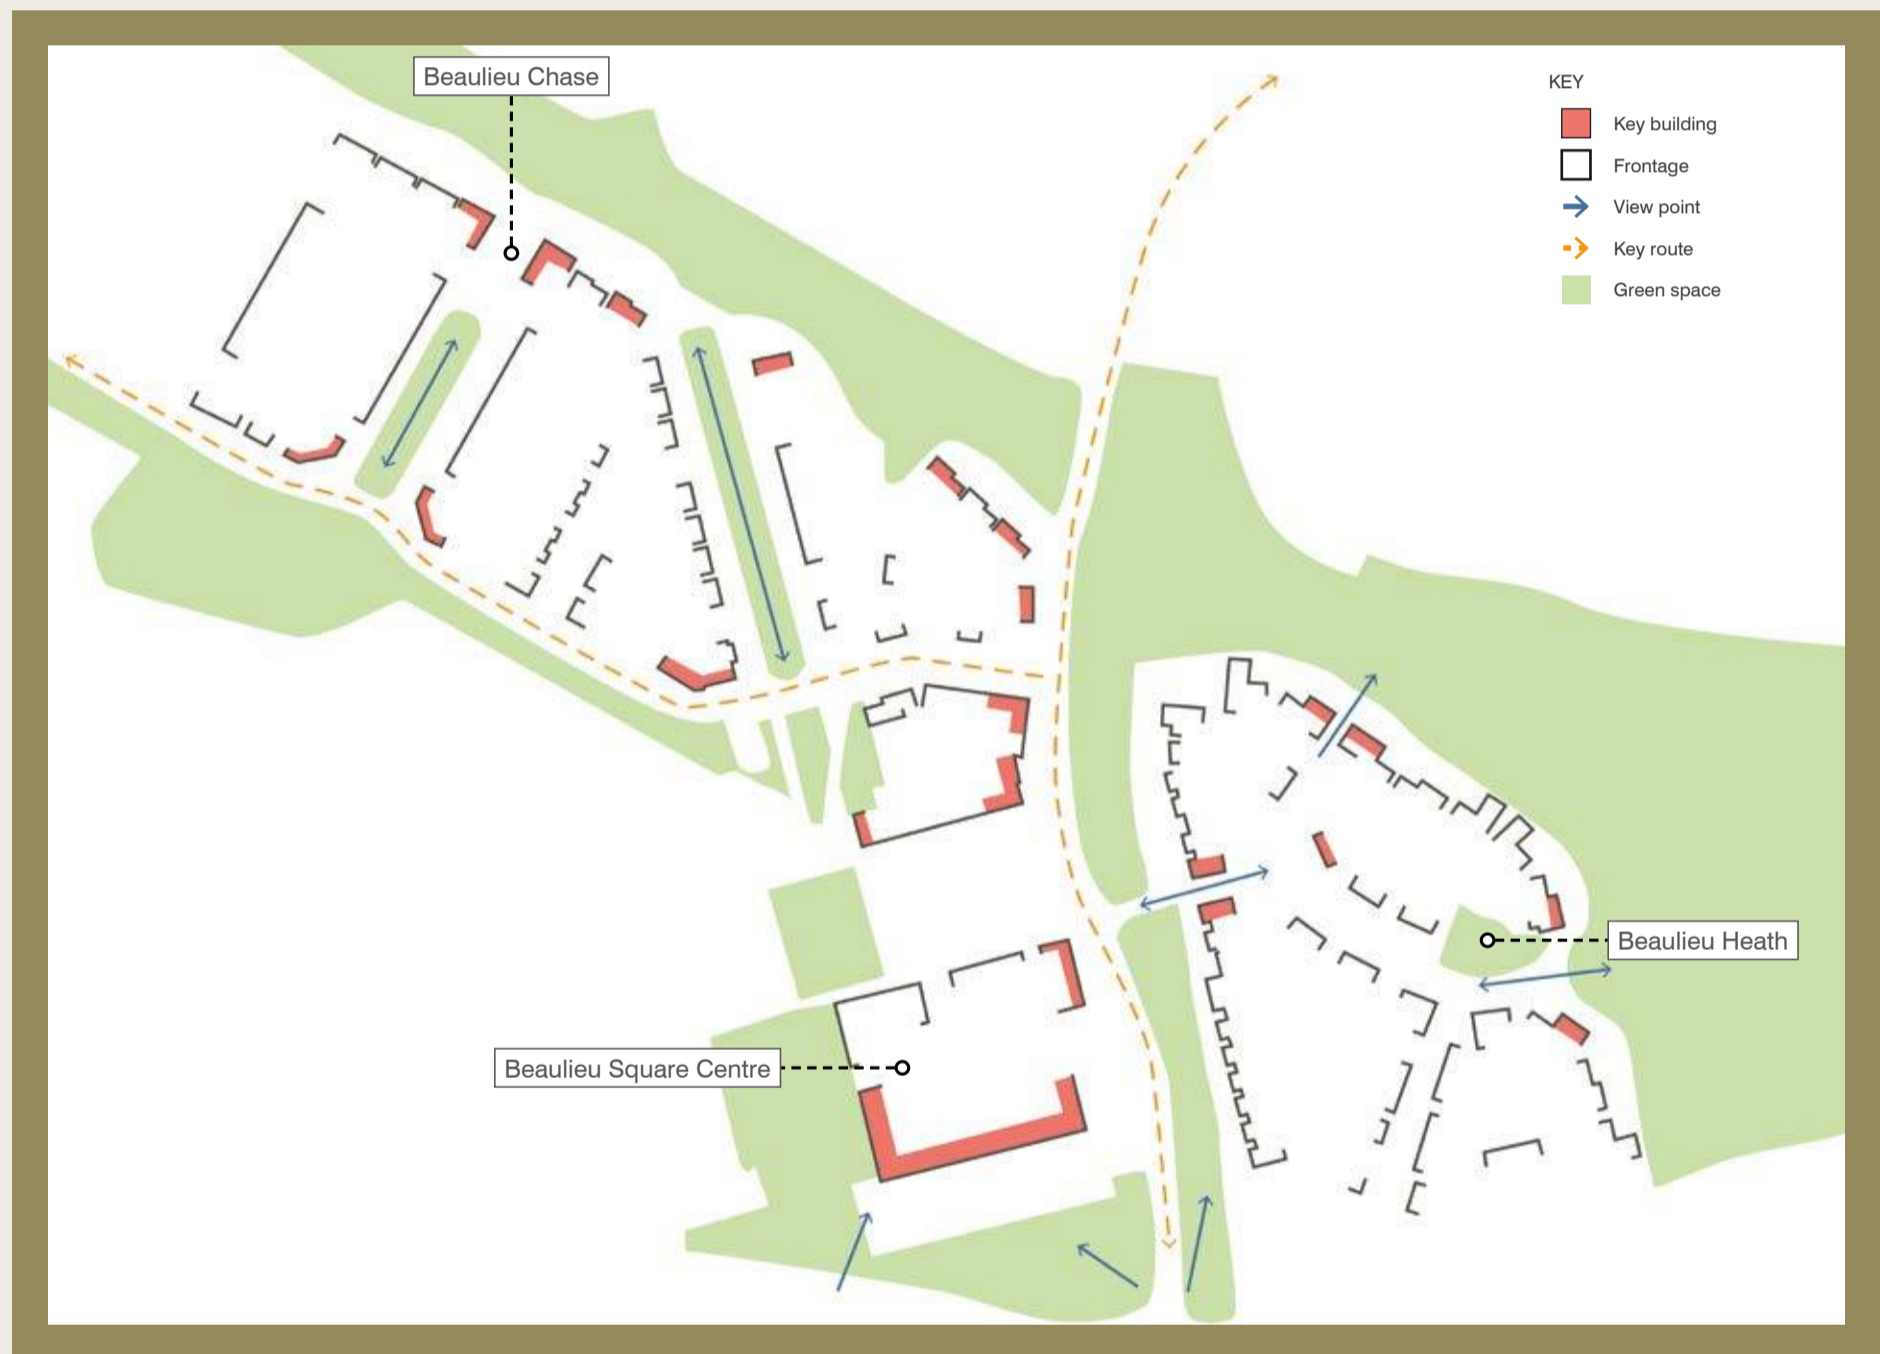 Beaulieu Chase
KEY
Key building
Frontage
View point
Key route
Green space
Beaulieu Heath
Beaulieu Square Centre